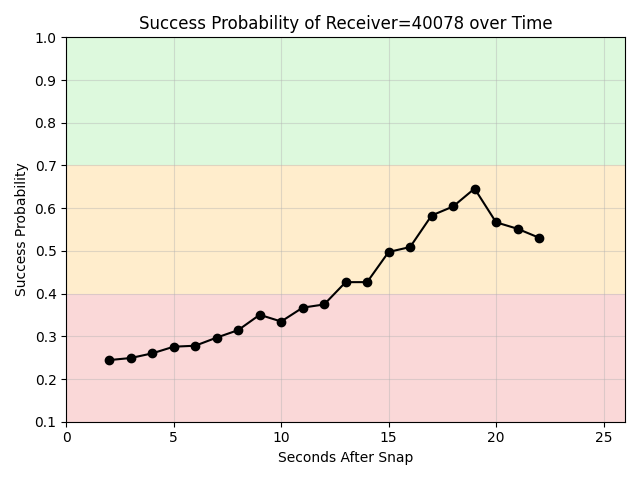 Success Probability of Receiver=40078 over Time
1.0
0.9
0.8
0.7
0.6
0.5
0.4
0.3
0.2
0.1
Success Probability
0 5 10 15 20 25
Seconds After Snap